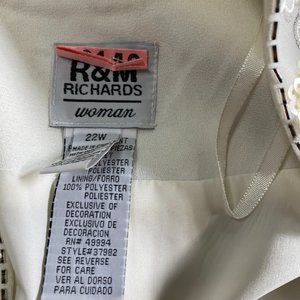 R&M
RICHARDS
woman
22W
POLYESTER
POLIESTER
LINING/FORRO
100% POLYESTER
POLIESTER
EXCLUSIVE OF
DECORATION
EXCLUSIVO DE
DECORACION
RN# 49994
STYLE#37982
SEE REVERSE
FOR CARE
VER AL DORSO
PARA CUIDADO